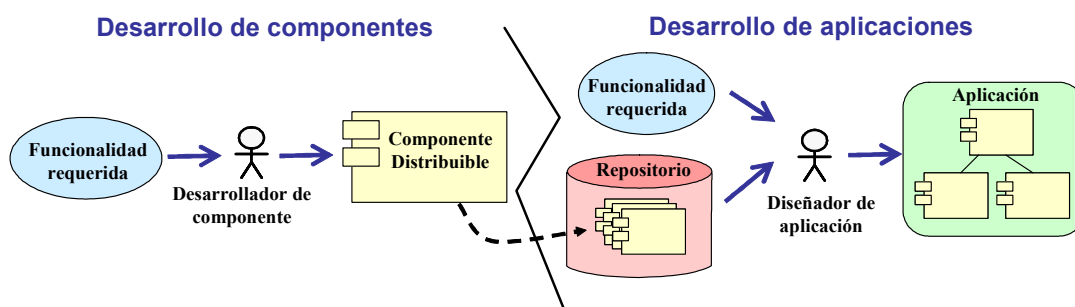 Desarrollo de componentes
Funcionalidad
requerida
Desarrollador de
componente
Componente
Distribuible
Desarrollo de aplicaciones
Funcionalidad
requerida
Repositorio
Diseñador de
aplicación
Aplicación